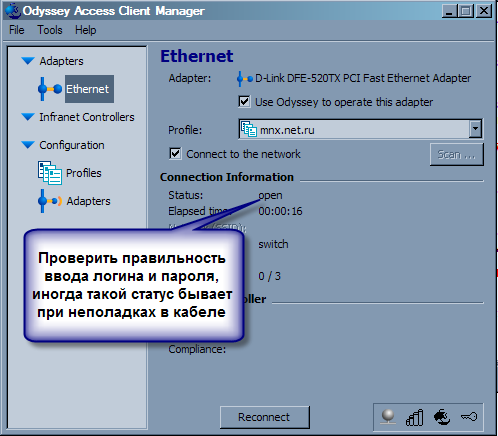 Odyssey Access Client Manager
File Tools Help
Adapters
Ethernet
Infranet Controllers
Configuration
Profiles
Adapters
Ethernet
Adapter: D-Link DFE-520TX PCI Fast Ethernet Adapter
Use Odyssey to operate this adapter
Profile: mnx.net.ru
Connect to the network Scan ...
Connection Information
Status: open
Elapsed time: 00:00:16
switch
0 / 3
Compliance:
Проверить правильность
ввода логина и пароля,
иногда такой статус бывает
при неполадках в кабеле
Reconnect